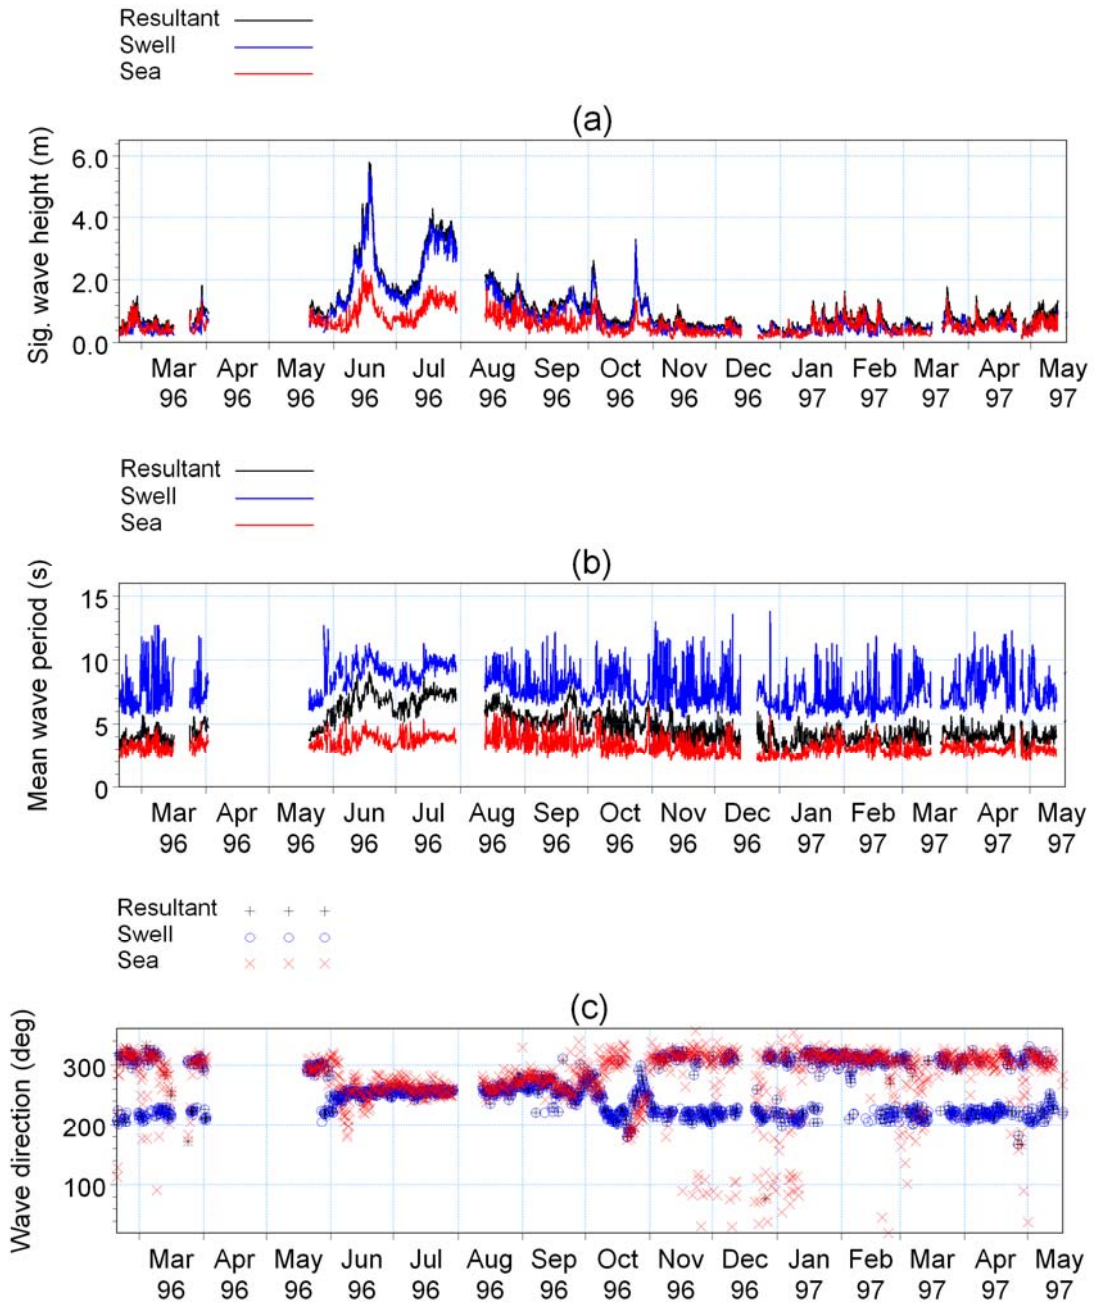 Resultant
Swell
Sea
(a)
Sig. wave height (m)
6.0
4.0
2.0
0.0
Mar Apr May Jun Jul Aug Sep Oct Nov Dec Jan Feb Mar Apr May
96 96 96 96 96 96 96 96 96 96 97 97 97 97 97
Resultant
Swell
Sea
(b)
Mean wave period (s)
15
10
5
0
Mar Apr May Jun Jul Aug Sep Oct Nov Dec Jan Feb Mar Apr May
96 96 96 96 96 96 96 96 96 96 97 97 97 97 97
Resultant
Swell
Sea
(c)
Wave direction (deg)
300
200
100
Mar Apr May Jun Jul Aug Sep Oct Nov Dec Jan Feb Mar Apr May
96 96 96 96 96 96 96 96 96 96 97 97 97 97 97